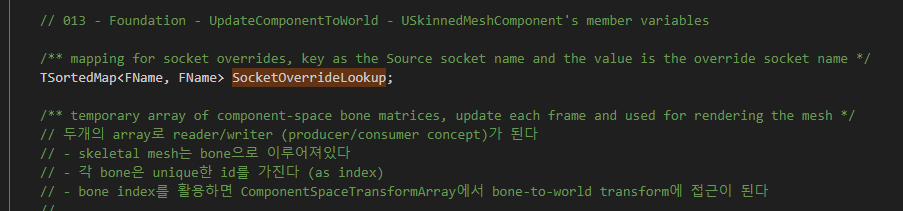 // 013 - Foundation - UpdateComponentToWorld - USkinnedMeshComponent's member variables
/** mapping for socket overrides, key as the Source socket name and the value is the override socket name */
TSortedMap<FName, FName> SocketOverrideLookup;
/** temporary array of component-space bone matrices, update each frame and used for rendering the mesh */
// 두개의 array로 reader/writer (producer/consumer concept)가 된다
// - skeletal mesh는 bone으로 이루어져있다
// - 각 bone은 unique한 id를 가진다 (as index)
// - bone index를 활용하면 ComponentSpaceTransformArray에서 bone-to-world transform에 접근이 된다
//